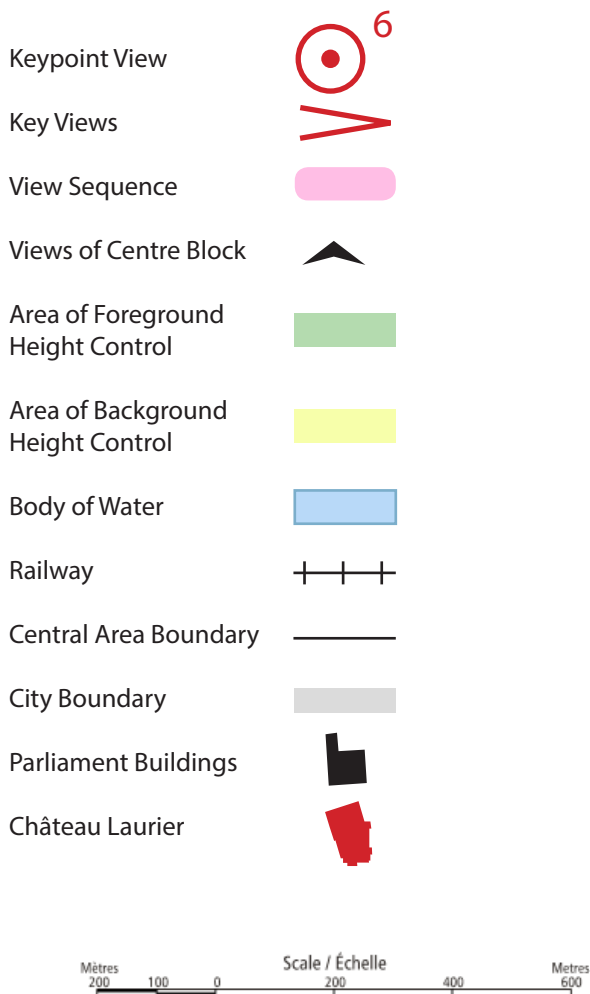 6
Keypoint View
Key Views
View Sequence
Views of Centre Block
Area of Foreground
Height Control
Area of Background
Height Control
Body of Water
Railway
Central Area Boundary
City Boundary
Parliament Buildings
Château Laurier
Mètres Scale / Échelle Metres
200 100 0 200 400 600